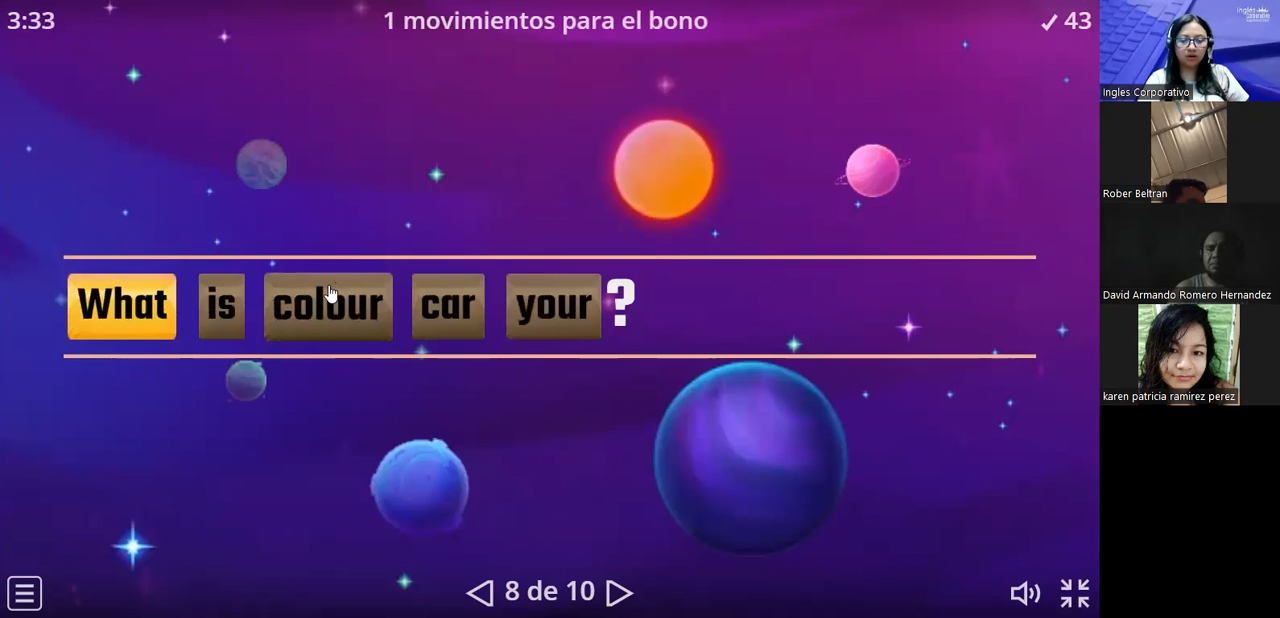 3:33
1 movimientos para el bono
43
What is colour car your?
8 de 10
Ingles Corporativo
Rober Beltran
David Armando Romero Hernandez
karen patricia ramirez perez